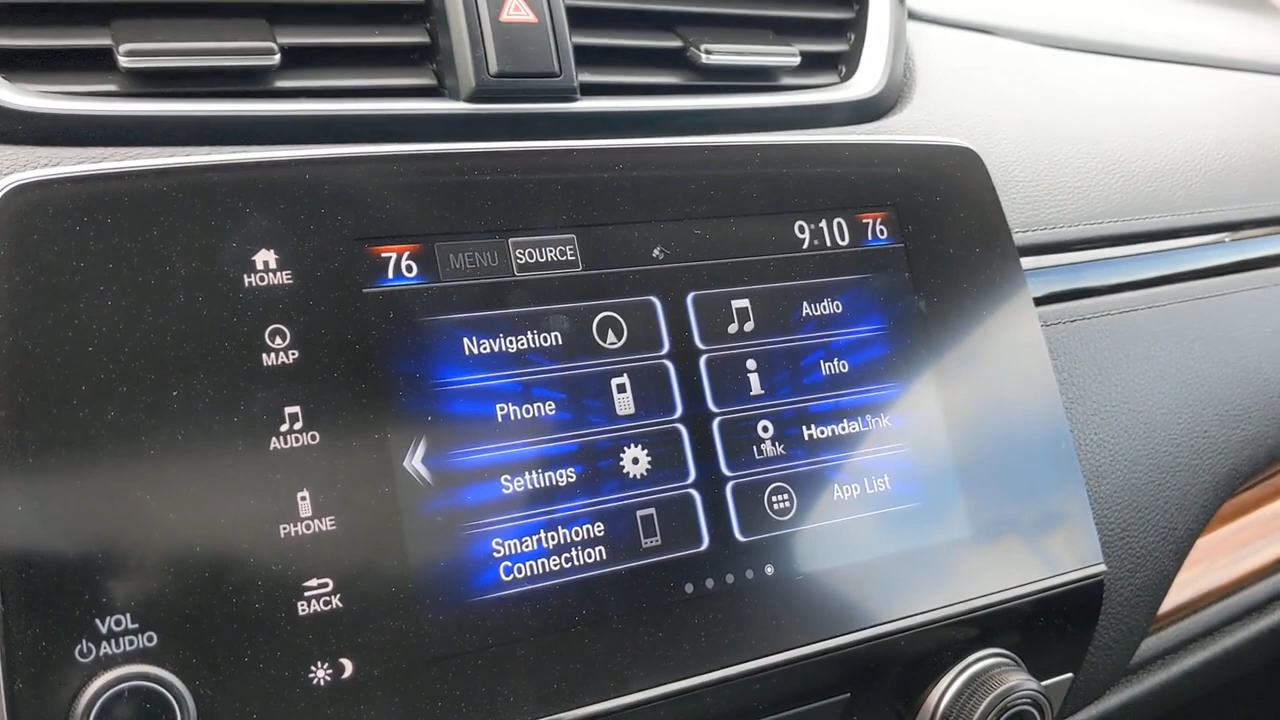 HOME
MAP
AUDIO
PHONE
BACK
VOL
AUDIO
76 MENU SOURCE 9:10 76
Navigation
Phone
Settings
Smartphone
Connection
Audio
Info
Link HondaLink
App List